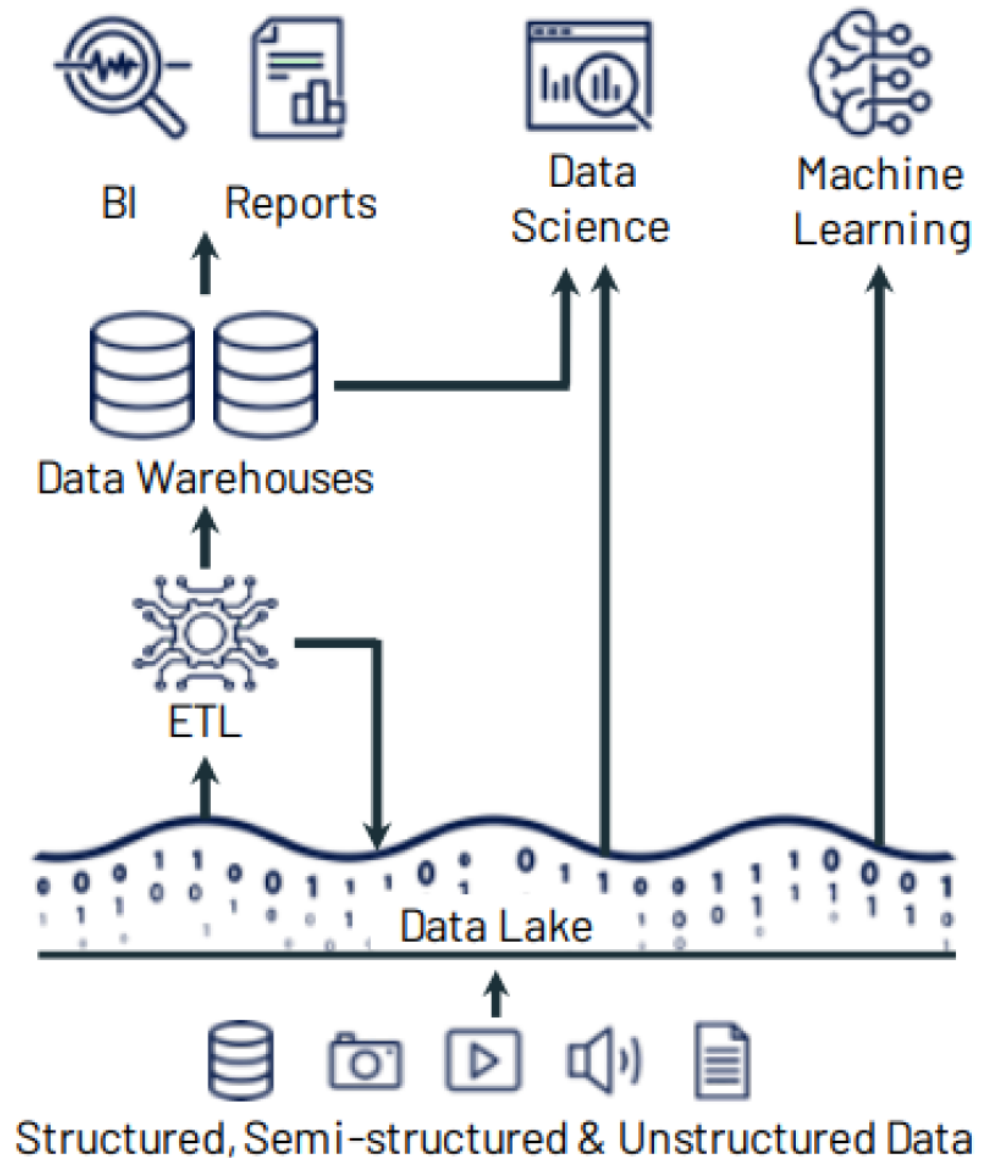 BI
Reports
Data
Science
Machine
Learning
Data Warehouses
ETL
Data Lake
Structured, Semi-structured & Unstructured Data